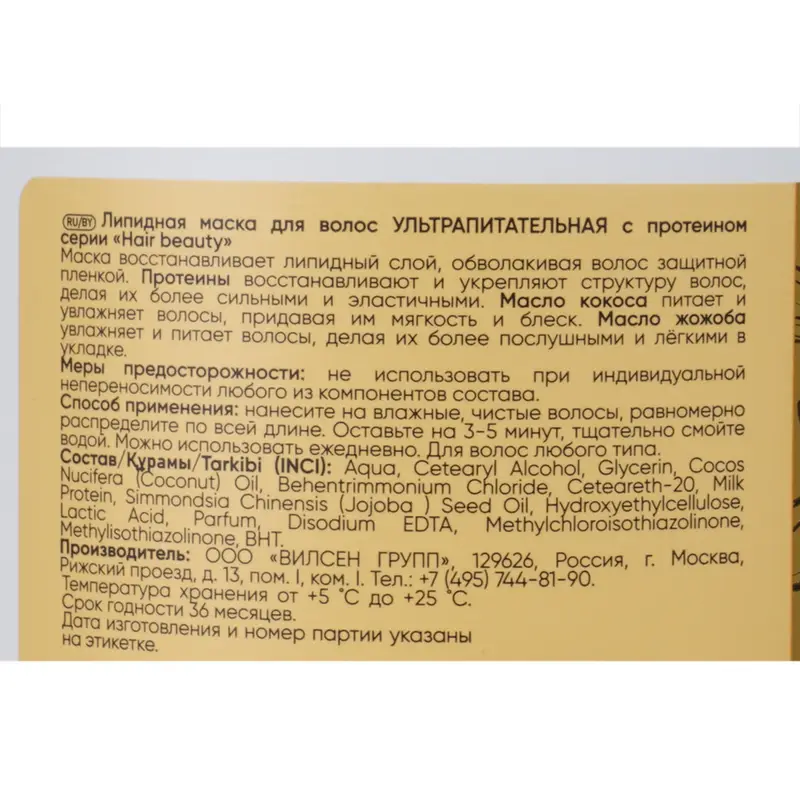 RU/BY Липидная маска для волос УЛЬТРАПИТАТЕЛЬНАЯ с протеином
серии «Hair beauty»
Маска восстанавливает липидный слой, обволакивая волос защитной
пленкой. Протеины восстанавливают и укрепляют структуру волос,
делая их более сильными и эластичными. Масло кокоса питает и
увлажняет волосы, придавая им мягкость и блеск. Масло жожоба
увлажняет и питает волосы, делая их более послушными и лёгкими в
укладке.
Меры предосторожности: не использовать при индивидуальной
непереносимости любого из компонентов состава.
Способ применения: нанесите на влажные, чистые волосы, равномерно
распределите по всей длине. Оставьте на 3-5 минут, тщательно смойте
водой. Можно использовать ежедневно. Для волос любого типа.
Состав/Құрамы/Tarkibi (INCI): Aqua, Cetearyl Alcohol, Glycerin, Cocos
Nucifera (Coconut) Oil, Behentrimmonium Chloride, Ceteareth-20, Milk
Protein, Simmondsia Chinensis (Jojoba ) Seed Oil, Hydroxyethylcellulose,
Lactic Acid, Parfum, Disodium EDTA, Methylchloroisothiazolinone,
Methylisothiazolinone, BHT.
Производитель: ООО «ВИЛСЕН ГРУПП», 129626, Россия, г. Москва,
Рижский проезд, д. 13, пом. I, ком. I. Тел.: +7 (495) 744-81-90.
Температура хранения от +5 °C до +25 °C.
Срок годности 36 месяцев.
Дата изготовления и номер партии указаны
на этикетке.